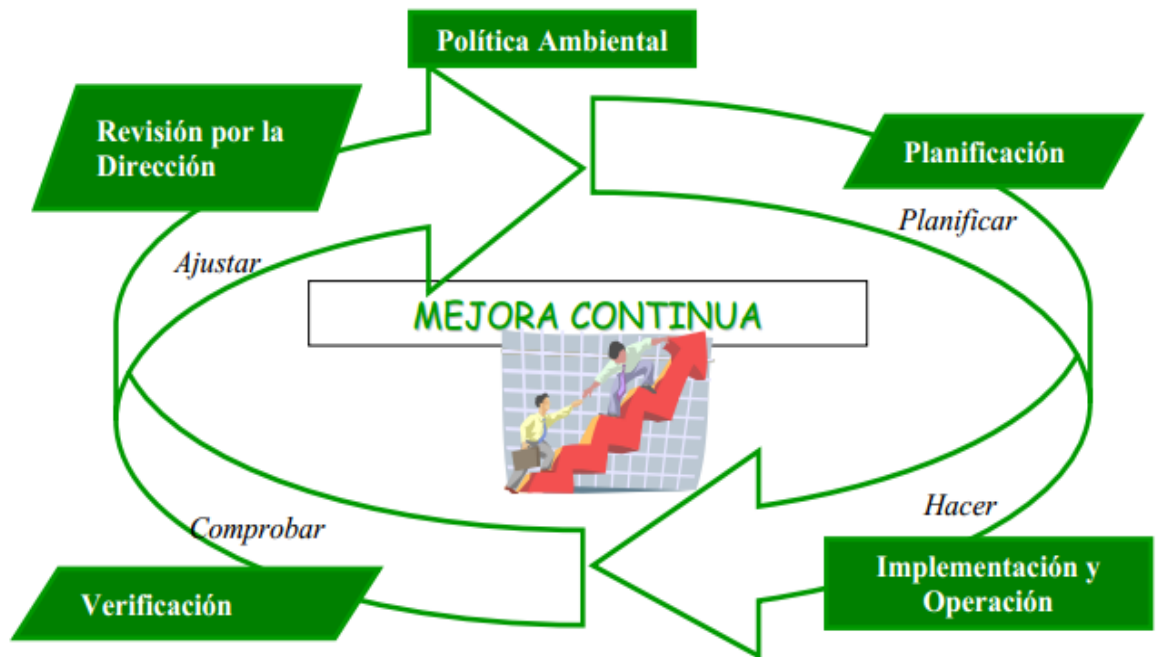 Política Ambiental
Revisión por la
Dirección
Planificación
Planificar
Ajustar
MEJORA CONTINUA
Hacer
Comprobar
Implementación y
Operación
Verificación